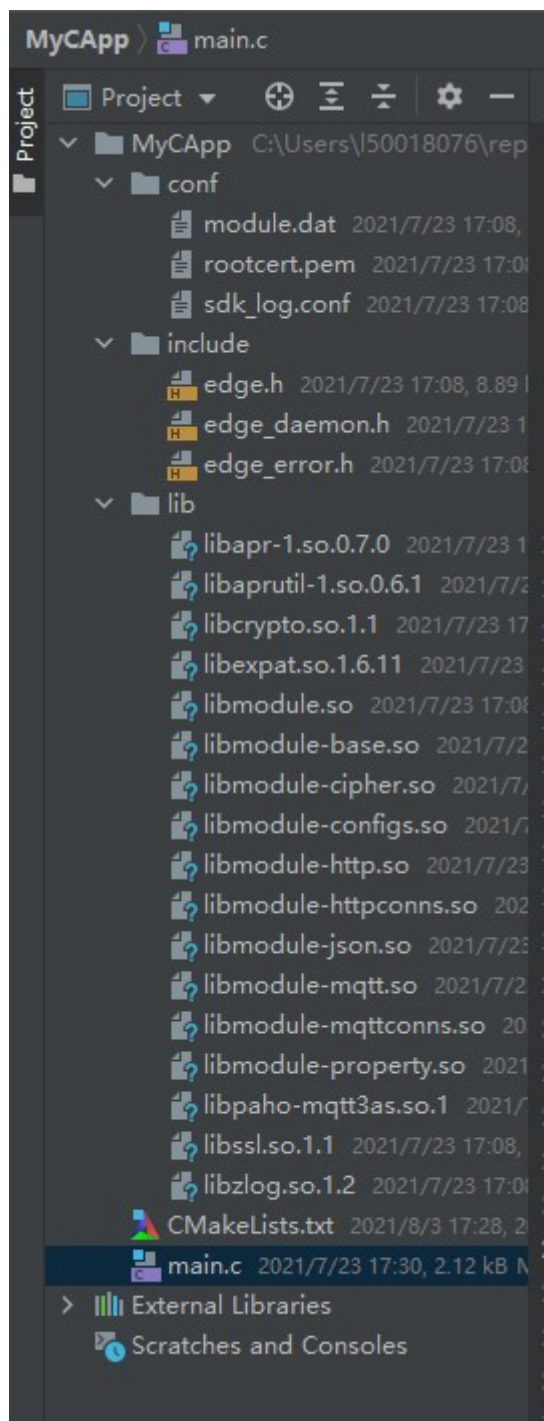 MyCApp main.c
Project
Project
MyCApp C:\Users\l50018076\rep
conf
module.dat 2021/7/23 17:08,
rootcert.pem 2021/7/23 17:0
sdk_log.conf 2021/7/23 17:08
include
edge.h 2021/7/23 17:08, 8.89
edge_daemon.h 2021/7/23 1
edge_error.h 2021/7/23 17:08
lib
libapr-1.so.0.7.0 2021/7/23 1
libaprutil-1.so.0.6.1 2021/7/2
libcrypto.so.1.1 2021/7/23 17
libexpat.so.1.6.11 2021/7/23
libmodule.so 2021/7/23 17:08
libmodule-base.so 2021/7/2
libmodule-cipher.so 2021/7/
libmodule-configs.so 2021/7
libmodule-http.so 2021/7/23
libmodule-httpconns.so 202
libmodule-json.so 2021/7/23
libmodule-mqtt.so 2021/7/2
libmodule-mqttconns.so 20
libmodule-property.so 2021
libpaho-mqtt3as.so.1 2021/
libssl.so.1.1 2021/7/23 17:08,
libzlog.so.1.2 2021/7/23 17:0
CMakeLists.txt 2021/8/3 17:28, 2
main.c 2021/7/23 17:30, 2.12 kB
External Libraries
Scratches and Consoles